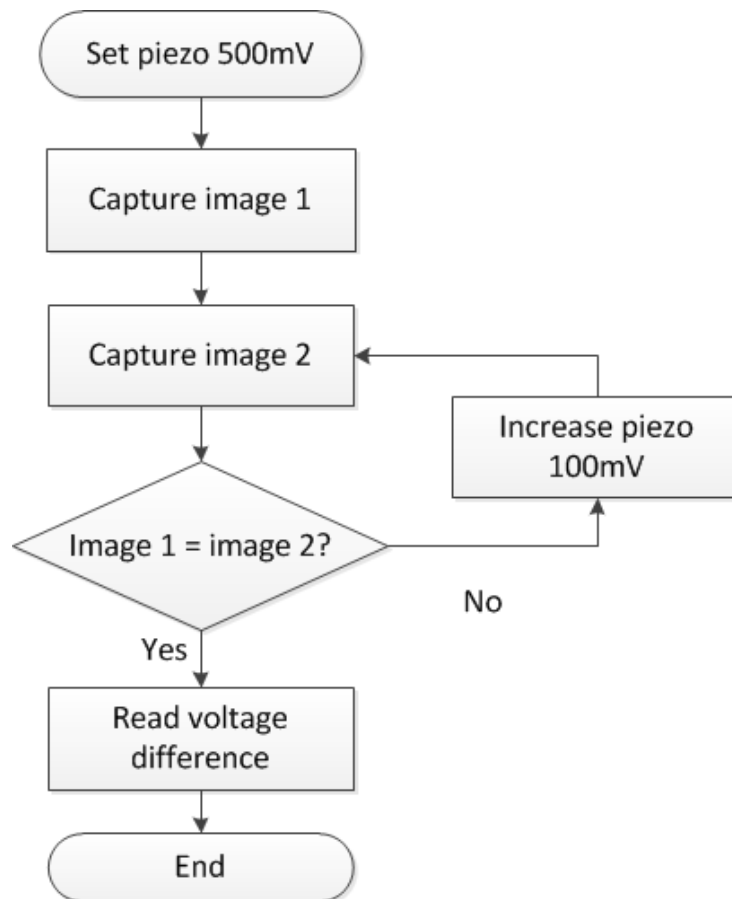 Set piezo 500mV
Capture image 1
Capture image 2
Increase piezo
100mV
Image 1 = image 2?
No
Yes
Read voltage
difference
End